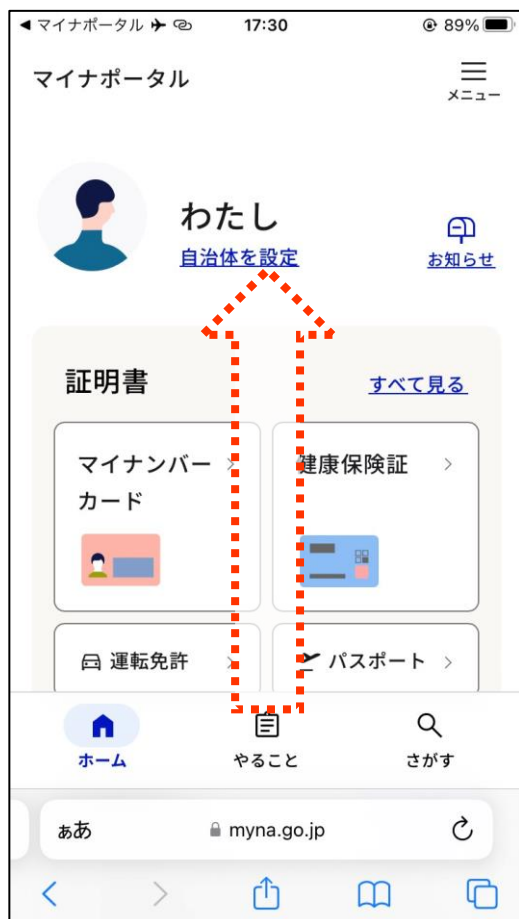 ◀マイナポータル
17:30
89%
マイナポータル
メニュー
わたし
自治体を設定
お知らせ
証明書
すべて見る
マイナンバー
カード
健康保険証
運転免許
パスポート
ホーム
やること
さがす
ぁあ
myna.go.jp